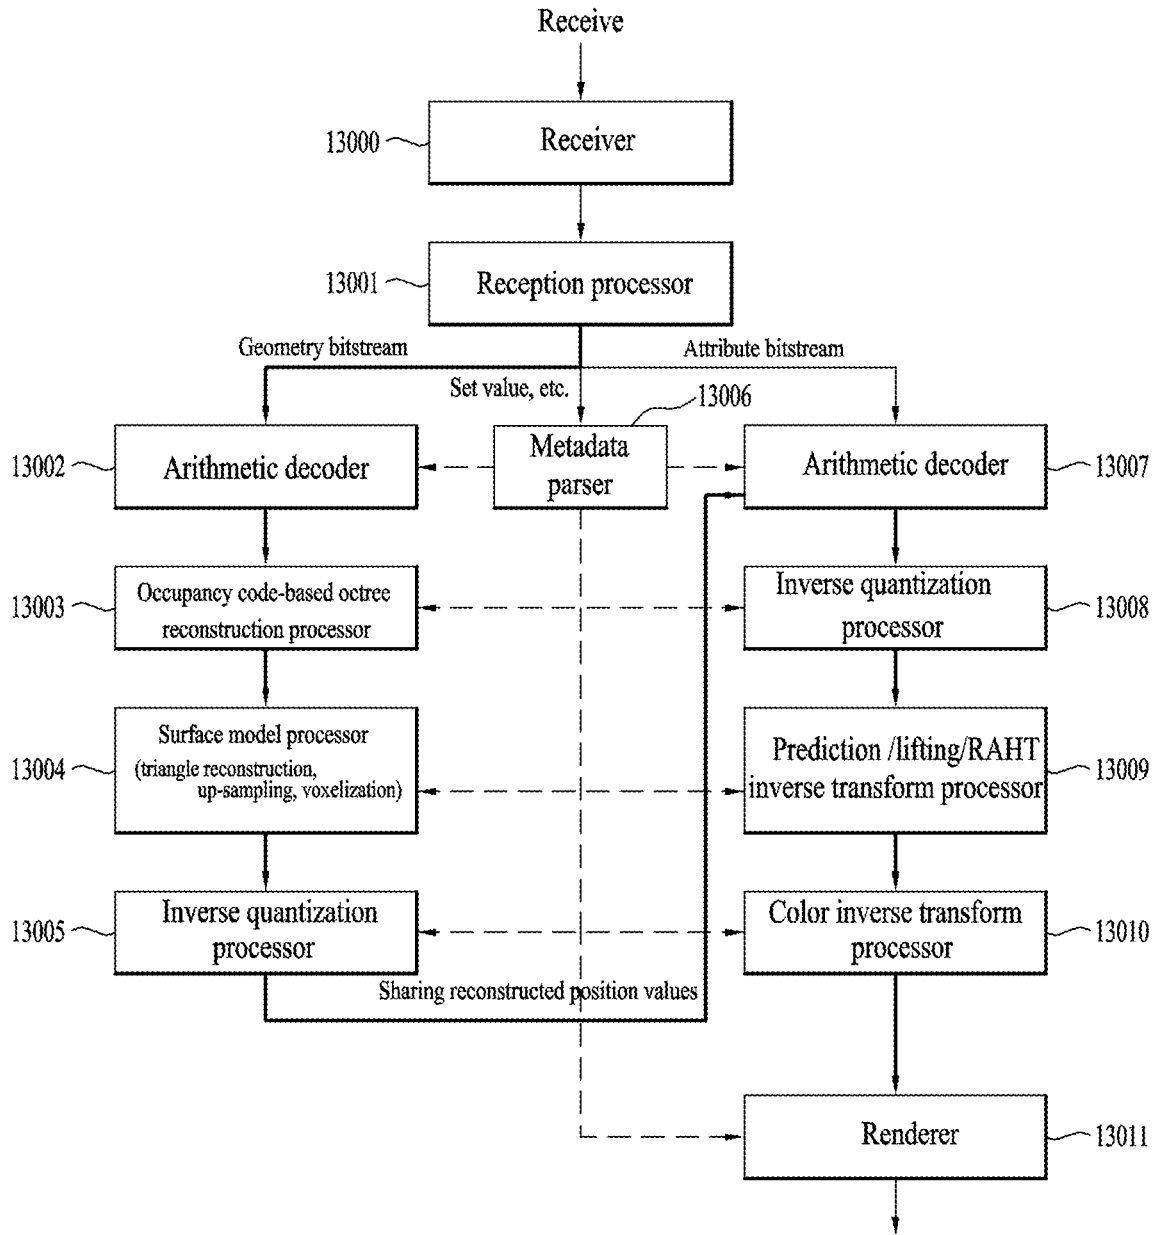 Receive
13000
Receiver
13001
Reception processor
Geometry bitstream
Attribute bitstream
Set value, etc.
13006
13002
Arithmetic decoder
Metadada
parser
Arithmetic decoder
13007
13003
Occupancy code-based octree
reconstruction processor
Inverse quantization
processor
13008
13004
Surface model processor
(triangle reconstruction,
up-sampling, voxelization)
Prediction /lifting/RAHT
inverse transform processor
13009
13005
Inverse quantization
processor
Color inverse transform
processor
13010
Sharing reconstructed position values
Renderer
13011